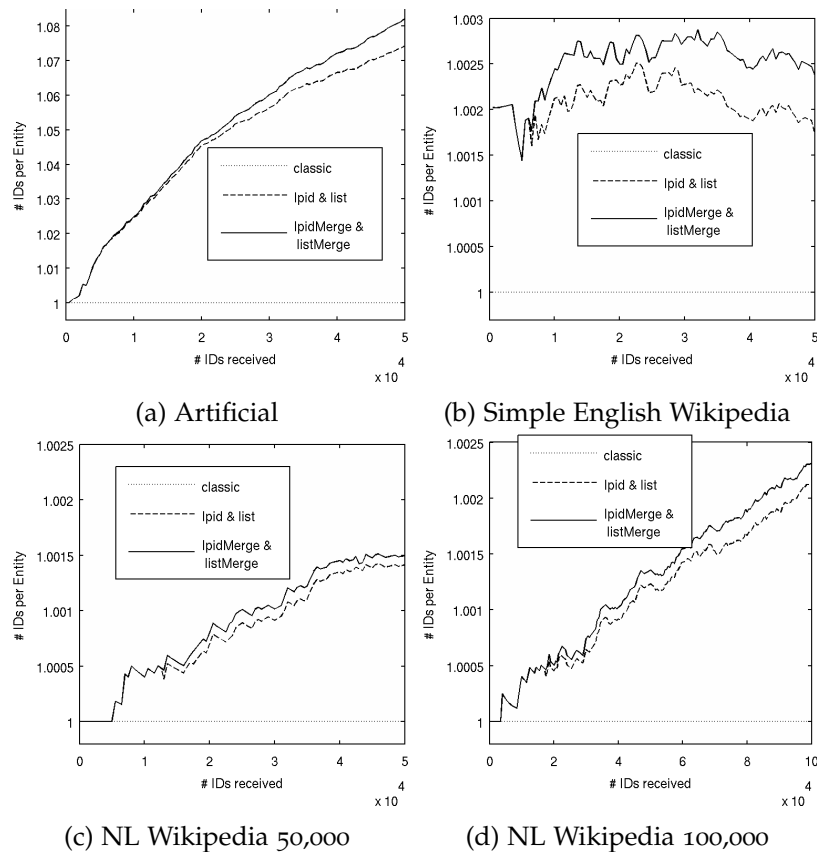 1.08
1.07
1.06
1.05
1.04
1.03
1.02
1.01
1
# IDs per Entity
classic
lpid & list
lpidMerge &
listMerge
0 1 2 3 4 5
# IDs received
x 10 4
(a) Artificial
1.003
1.0025
1.002
1.0015
1.001
1.0005
1
# IDs per Entity
classic
lpid & list
lpidMerge &
listMerge
0 1 2 3 4 5
# IDs received
x 10 4
(b) Simple English Wikipedia
1.0025
1.002
1.0015
1.001
1.0005
1
# IDs per Entity
classic
lpid & list
lpidMerge &
listMerge
0 1 2 3 4 5
# IDs received
x 10 4
(c) NL Wikipedia 50,000
1.0025
1.002
1.0015
1.001
1.0005
1
# IDs per Entity
classic
lpid & list
lpidMerge &
listMerge
0 2 4 6 8 10
# IDs received
x 10 4
(d) NL Wikipedia 100,000